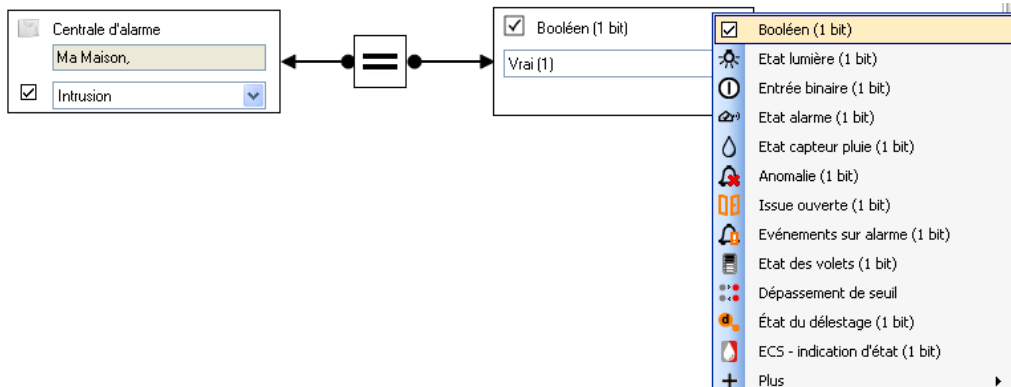 Centrale d'alarme
Ma Maison,
Intrusion
=
Booléen (1 bit)
Vrai (1)
Booléen (1 bit)
Etat lumière (1 bit)
Entrée binaire (1 bit)
Etat alarme (1 bit)
Etat capteur pluie (1 bit)
Anomalie (1 bit)
Issue ouverte (1 bit)
Evénements sur alarme (1 bit)
Etat des volets (1 bit)
Dépassement de seuil
État du délestage (1 bit)
ECS - indication d'état (1 bit)
Plus